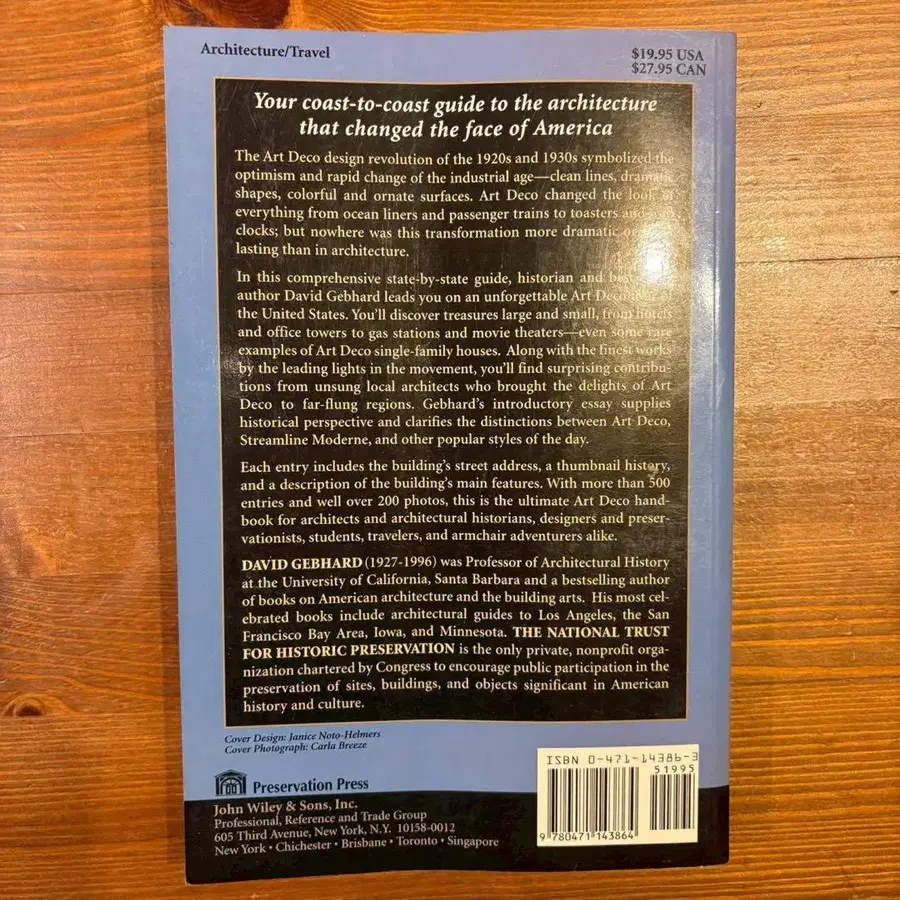 Architecture/Travel
$19.95 USA
$27.95 CAN
Your coast-to-coast guide to the architecture
that changed the face of America
The Art Deco design revolution of the 1920s and 1930s symbolized the
optimism and rapid change of the industrial age—clean lines, dramatic
shapes, colorful and ornate surfaces. Art Deco changed the look of
everything from ocean liners and passenger trains to toasters and
clocks; but nowhere was this transformation more dramatic or
lasting than in architecture.
In this comprehensive state-by-state guide, historian and
author David Gebhard leads you on an unforgettable Art Deco of
the United States. You'll discover treasures large and small, from hotels
and office towers to gas stations and movie theaters—even some rare
examples of Art Deco single-family houses. Along with the finest works
by the leading lights in the movement, you'll find surprising contribu-
tions from unsung local architects who brought the delights of Art
Deco to far-flung regions. Gebhard's introductory essay supplies
historical perspective and clarifies the distinctions between Art Deco,
Streamline Moderne, and other popular styles of the day.
Each entry includes the building's street address, a thumbnail history,
and a description of the building's main features. With more than 500
entries and well over 200 photos, this is the ultimate Art Deco hand-
book for architects and architectural historians, designers and preser-
vationists, students, travelers, and armchair adventurers alike.
DAVID GEBHARD (1927-1996) was Professor of Architectural History
at the University of California, Santa Barbara and a bestselling author
of books on American architecture and the building arts. His most cel-
ebrated books include architectural guides to Los Angeles, the San
Francisco Bay Area, Iowa, and Minnesota. THE NATIONAL TRUST
FOR HISTORIC PRESERVATION is the only private, nonprofit orga-
nization chartered by Congress to encourage public participation in the
preservation of sites, buildings, and objects significant in American
history and culture.
Cover Design: Janice Noto-Helmers
Cover Photograph: Carla Breeze
Preservation Press
John Wiley & Sons, Inc.
Professional, Reference and Trade Group
605 Third Avenue, New York, N.Y. 10158-0012
New York · Chichester · Brisbane · Toronto · Singapore
ISBN 0-471-14386-3
51995
9 780471 143864